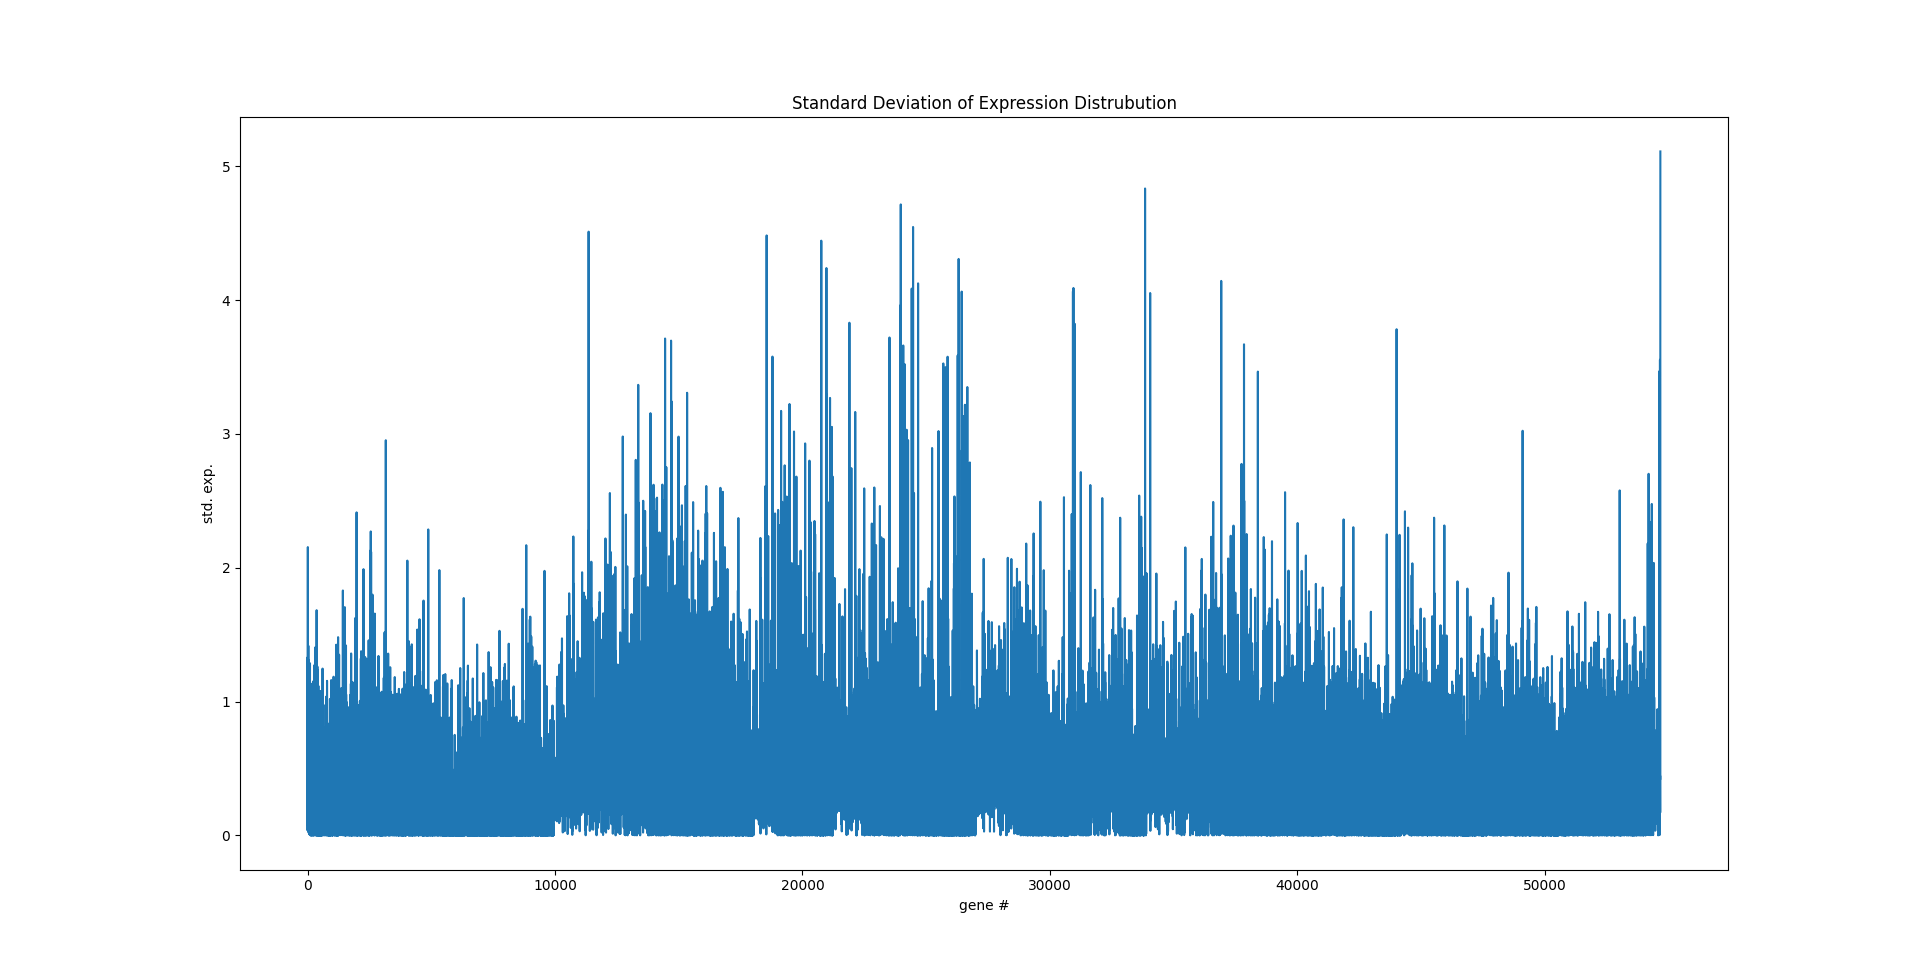 Standard Deviation of Expression Distrubution
std. exp.
5
4
3
2
1
0
0 10000 20000 30000 40000 50000
gene #